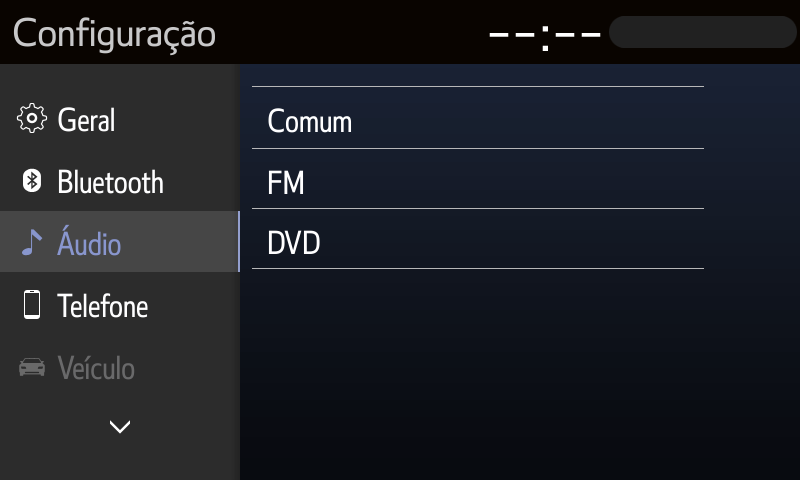 Configuração
--:--
Geral
Bluetooth
Áudio
Telefone
Veículo
Comum
FM
DVD